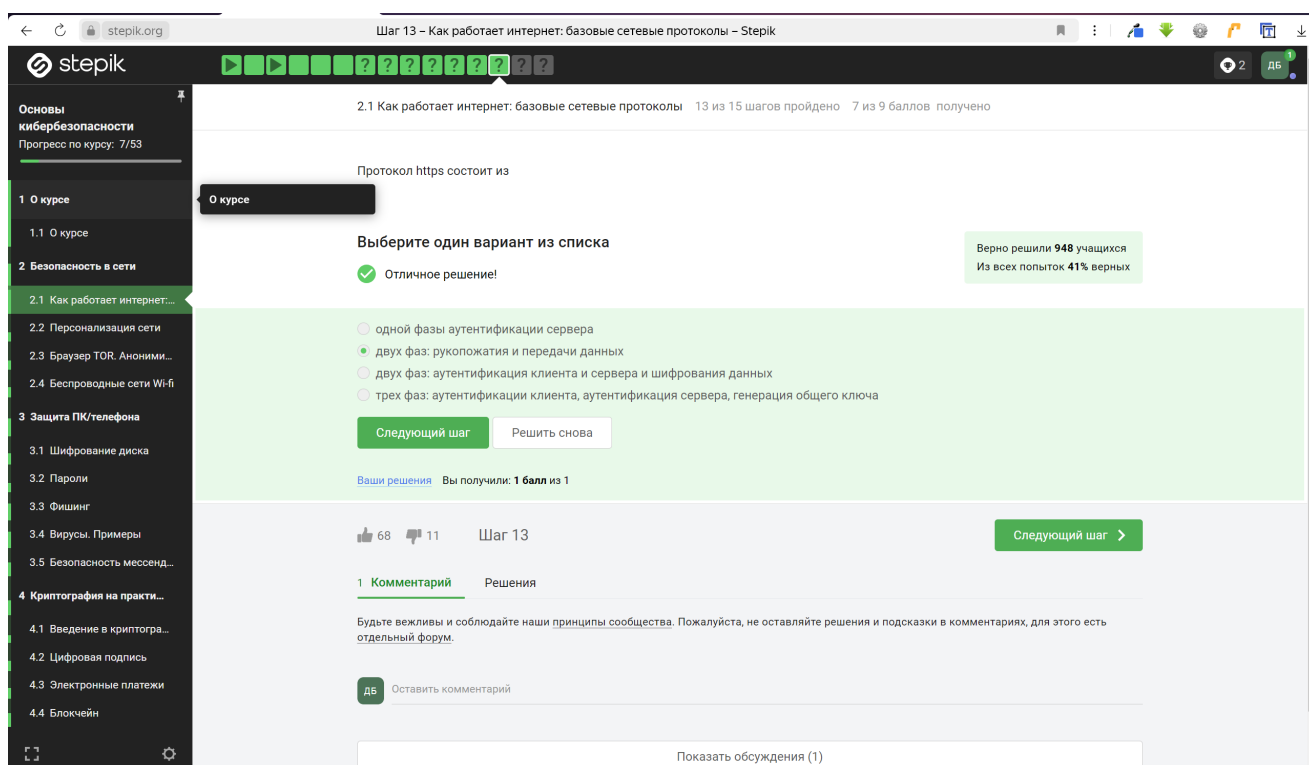 stepik.org
Шаг 13 – Как работает интернет: базовые сетевые протоколы – Stepik
stepik
? ? ? ? ? ? ? ? ?
2
ДБ
1
Основы
кибербезопасности
Прогресс по курсу: 7/53
1 О курсе
О курсе
1.1 О курсе
2 Безопасность в сети
2.1 Как работает интернет:...
2.2 Персонализация сети
2.3 Браузер TOR. Аноними...
2.4 Беспроводные сети Wi-fi
3 Защита ПК/телефона
3.1 Шифрование диска
3.2 Пароли
3.3 Фишинг
3.4 Вирусы. Примеры
3.5 Безопасность мессенд...
4 Криптография на практи...
4.1 Введение в криптогра...
4.2 Цифровая подпись
4.3 Электронные платежи
4.4 Блокчейн
2.1 Как работает интернет: базовые сетевые протоколы 13 из 15 шагов пройдено 7 из 9 баллов получено
Протокол https состоит из
Выберите один вариант из списка
Отличное решение!
Верно решили 948 учащихся
Из всех попыток 41% верных
одной фазы аутентификации сервера
двух фаз: рукопожатия и передачи данных
двух фаз: аутентификация клиента и сервера и шифрования данных
трех фаз: аутентификации клиента, аутентификация сервера, генерация общего ключа
Следующий шаг
Решить снова
Ваши решения Вы получили: 1 балл из 1
68 11 Шаг 13
Следующий шаг
1 Комментарий Решения
Будьте вежливы и соблюдайте наши принципы сообщества. Пожалуйста, не оставляйте решения и подсказки в комментариях, для этого есть
отдельный форум.
ДБ Оставить комментарий
Показать обсуждения (1)